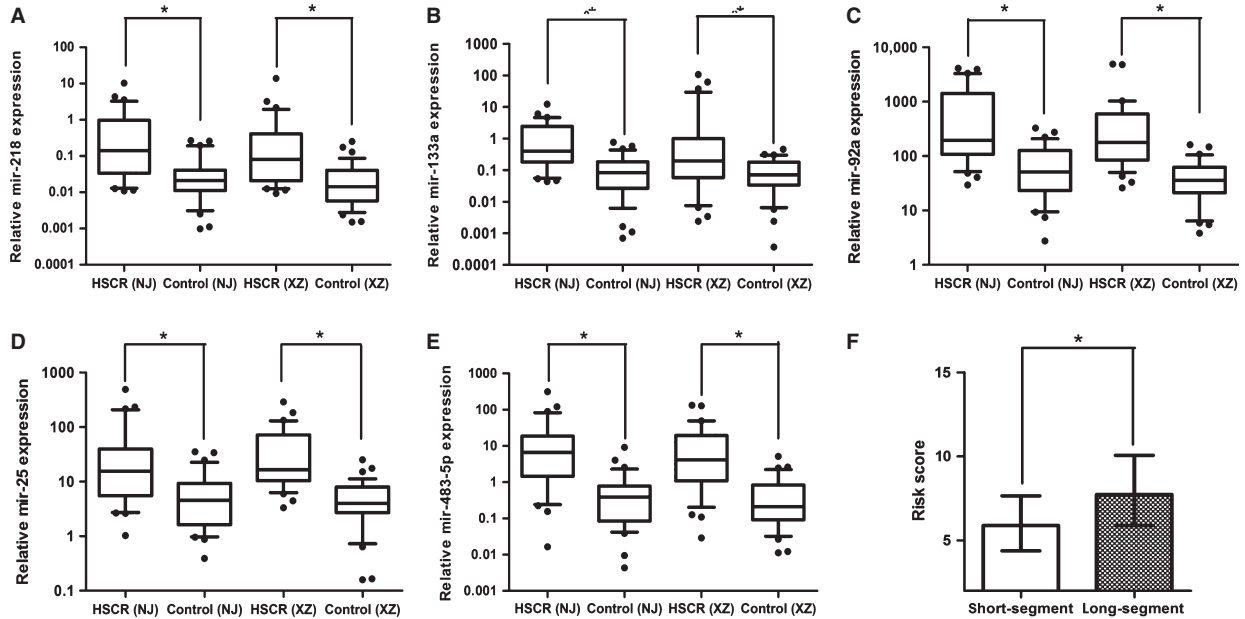 A
*
*
Relative mir-218 expression
100
10
1
0.1
0.01
0.001
0.0001
HSCR (NJ) Control (NJ) HSCR (XZ) Control (XZ)
B
Relative mir-133a expression
1000
100
10
1
0.1
0.01
0.001
0.0001
HSCR (NJ) Control (NJ) HSCR (XZ) Control (XZ)
C
*
*
Relative mir-92a expression
10,000
1000
100
10
1
HSCR (NJ) Control (NJ) HSCR (XZ) Control (XZ)
D
*
*
Relative mir-25 expression
1000
100
10
1
0.1
HSCR (NJ) Control (NJ) HSCR (XZ) Control (XZ)
E
*
*
Relative mir-483-5p expression
1000
100
10
1
0.1
0.01
0.001
HSCR (NJ) Control (NJ) HSCR (XZ) Control (XZ)
F
*
Risk score
15
10
5
Short-segment Long-segment